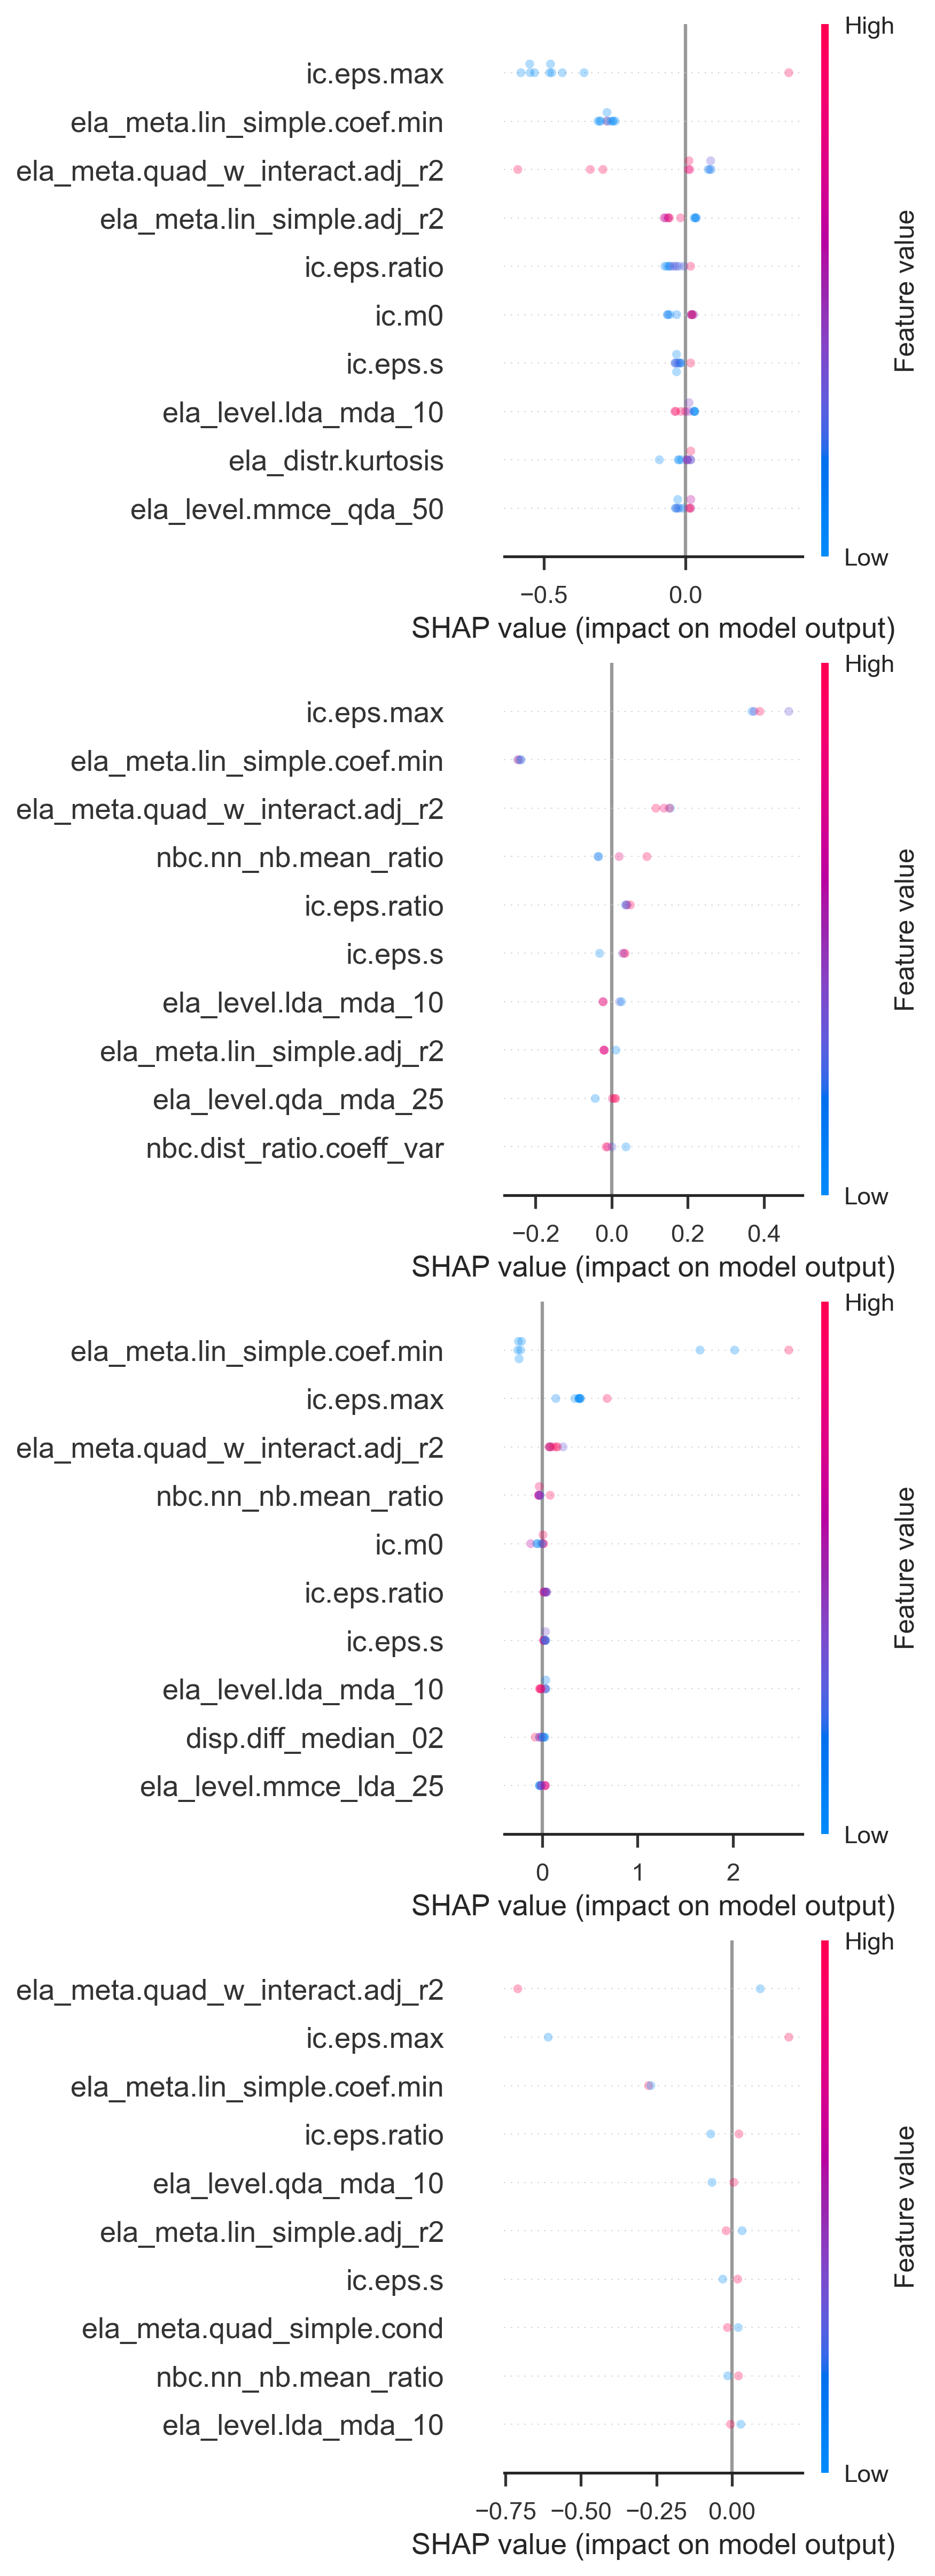 High
ic.eps.max
ela_meta.lin_simple.coef.min
ela_meta.quad_w_interact.adj_r2
ela_meta.lin_simple.adj_r2
ic.eps.ratio
ic.m0
ic.eps.s
ela_level.lda_mda_10
ela_distr.kurtosis
ela_level.mmce_qda_50
Feature value
Low
−0.5 0.0
SHAP value (impact on model output)
High
ic.eps.max
ela_meta.lin_simple.coef.min
ela_meta.quad_w_interact.adj_r2
nbc.nn_nb.mean_ratio
ic.eps.ratio
ic.eps.s
ela_level.lda_mda_10
ela_meta.lin_simple.adj_r2
ela_level.qda_mda_25
nbc.dist_ratio.coeff_var
Feature value
Low
−0.2 0.0 0.2 0.4
SHAP value (impact on model output)
High
ela_meta.lin_simple.coef.min
ic.eps.max
ela_meta.quad_w_interact.adj_r2
nbc.nn_nb.mean_ratio
ic.m0
ic.eps.ratio
ic.eps.s
ela_level.lda_mda_10
disp.diff_median_02
ela_level.mmce_lda_25
Feature value
Low
0 1 2
SHAP value (impact on model output)
High
ela_meta.quad_w_interact.adj_r2
ic.eps.max
ela_meta.lin_simple.coef.min
ic.eps.ratio
ela_level.qda_mda_10
ela_meta.lin_simple.adj_r2
ic.eps.s
ela_meta.quad_simple.cond
nbc.nn_nb.mean_ratio
ela_level.lda_mda_10
Feature value
Low
−0.75 −0.50 −0.25 0.00
SHAP value (impact on model output)